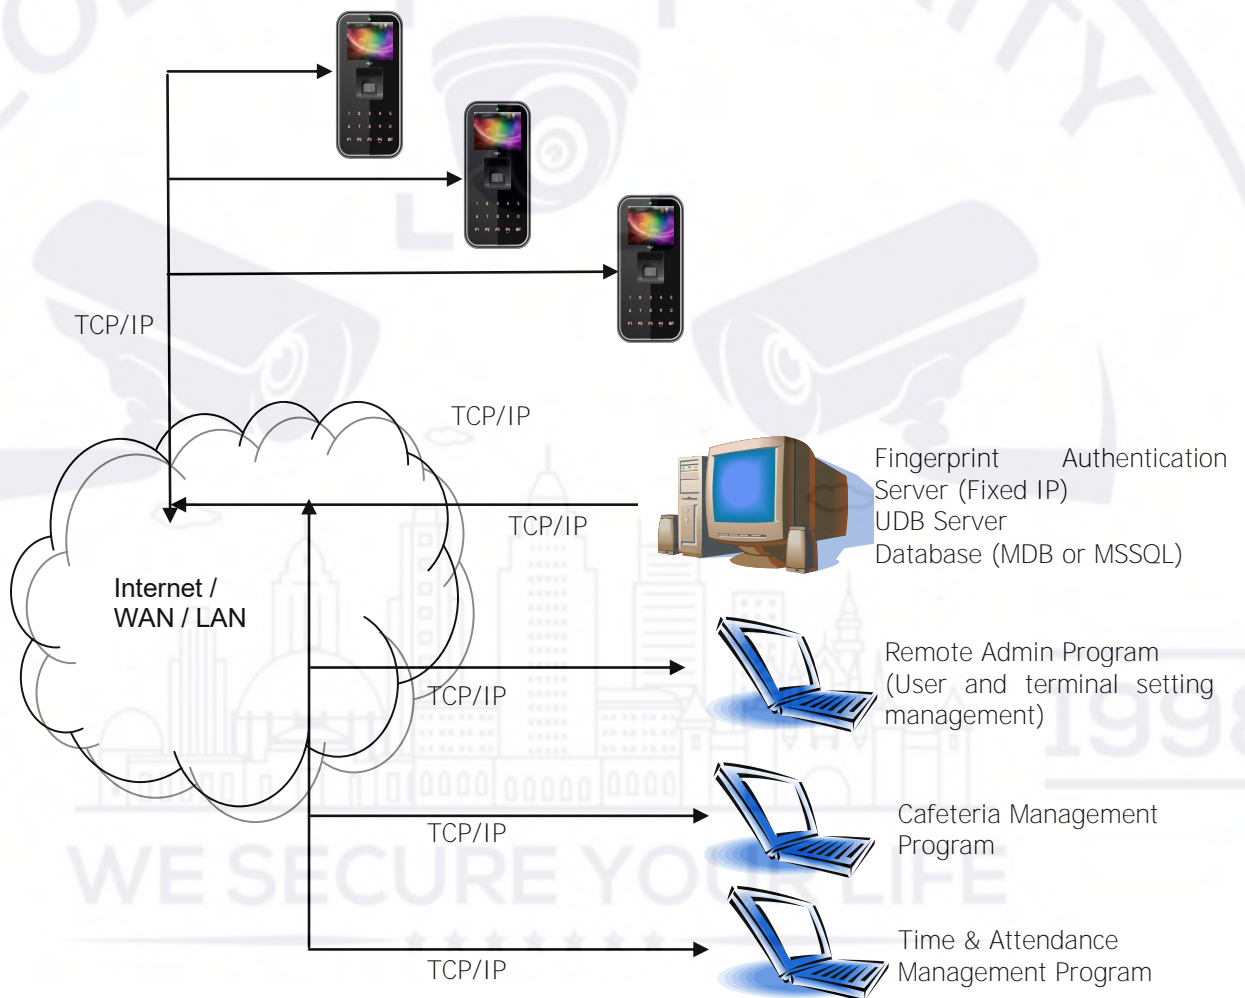 TCP/IP
TCP/IP
Fingerprint Authentication
Server (Fixed IP)
UDB Server
Database (MDB or MSSQL)
TCP/IP
Internet /
WAN / LAN
Remote Admin Program
(User and terminal setting
management)
TCP/IP
1998
Cafeteria Management
Program
TCP/IP
WE SECURE YOUR LIFE
Time & Attendance
Management Program
TCP/IP